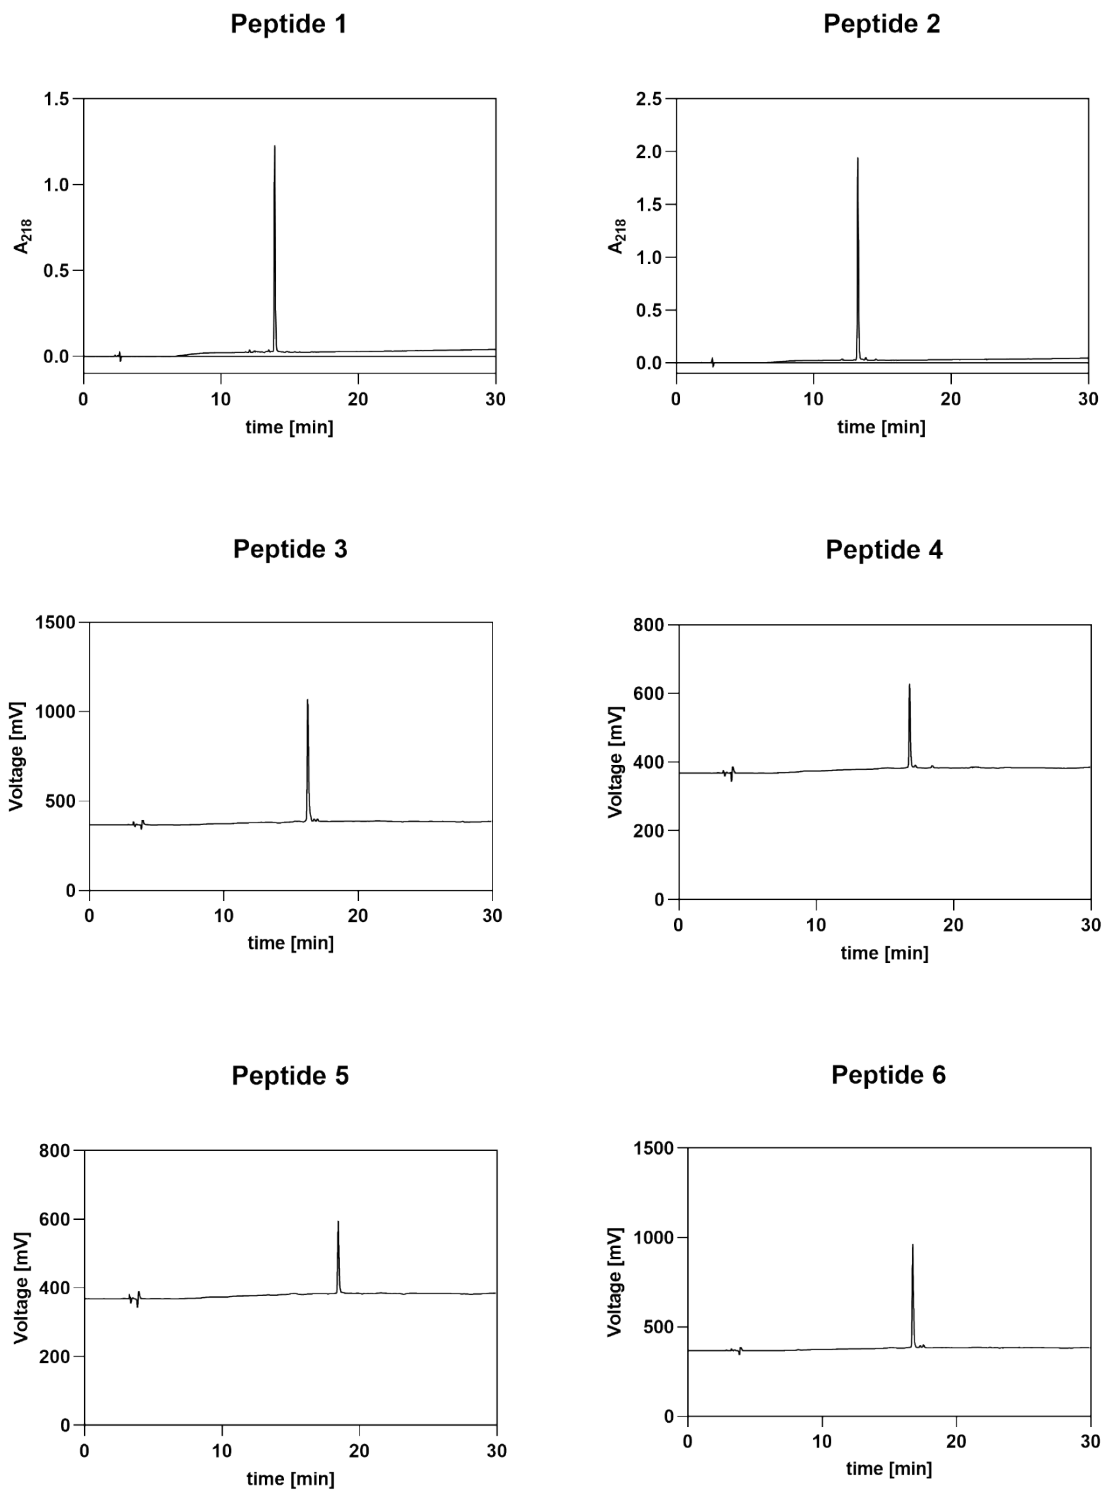 Peptide 1
1.5
1.0
0.5
0.0
A218
0 10 20 30
time [min]
Peptide 2
2.5
2.0
1.5
1.0
0.5
0.0
A218
0 10 20 30
time [min]
Peptide 3
1500
1000
500
0
Voltage [mV]
0 10 20 30
time [min]
Peptide 4
800
600
400
200
0
Voltage [mV]
0 10 20 30
time [min]
Peptide 5
800
600
400
200
0
Voltage [mV]
0 10 20 30
time [min]
Peptide 6
1500
1000
500
0
Voltage [mV]
0 10 20 30
time [min]